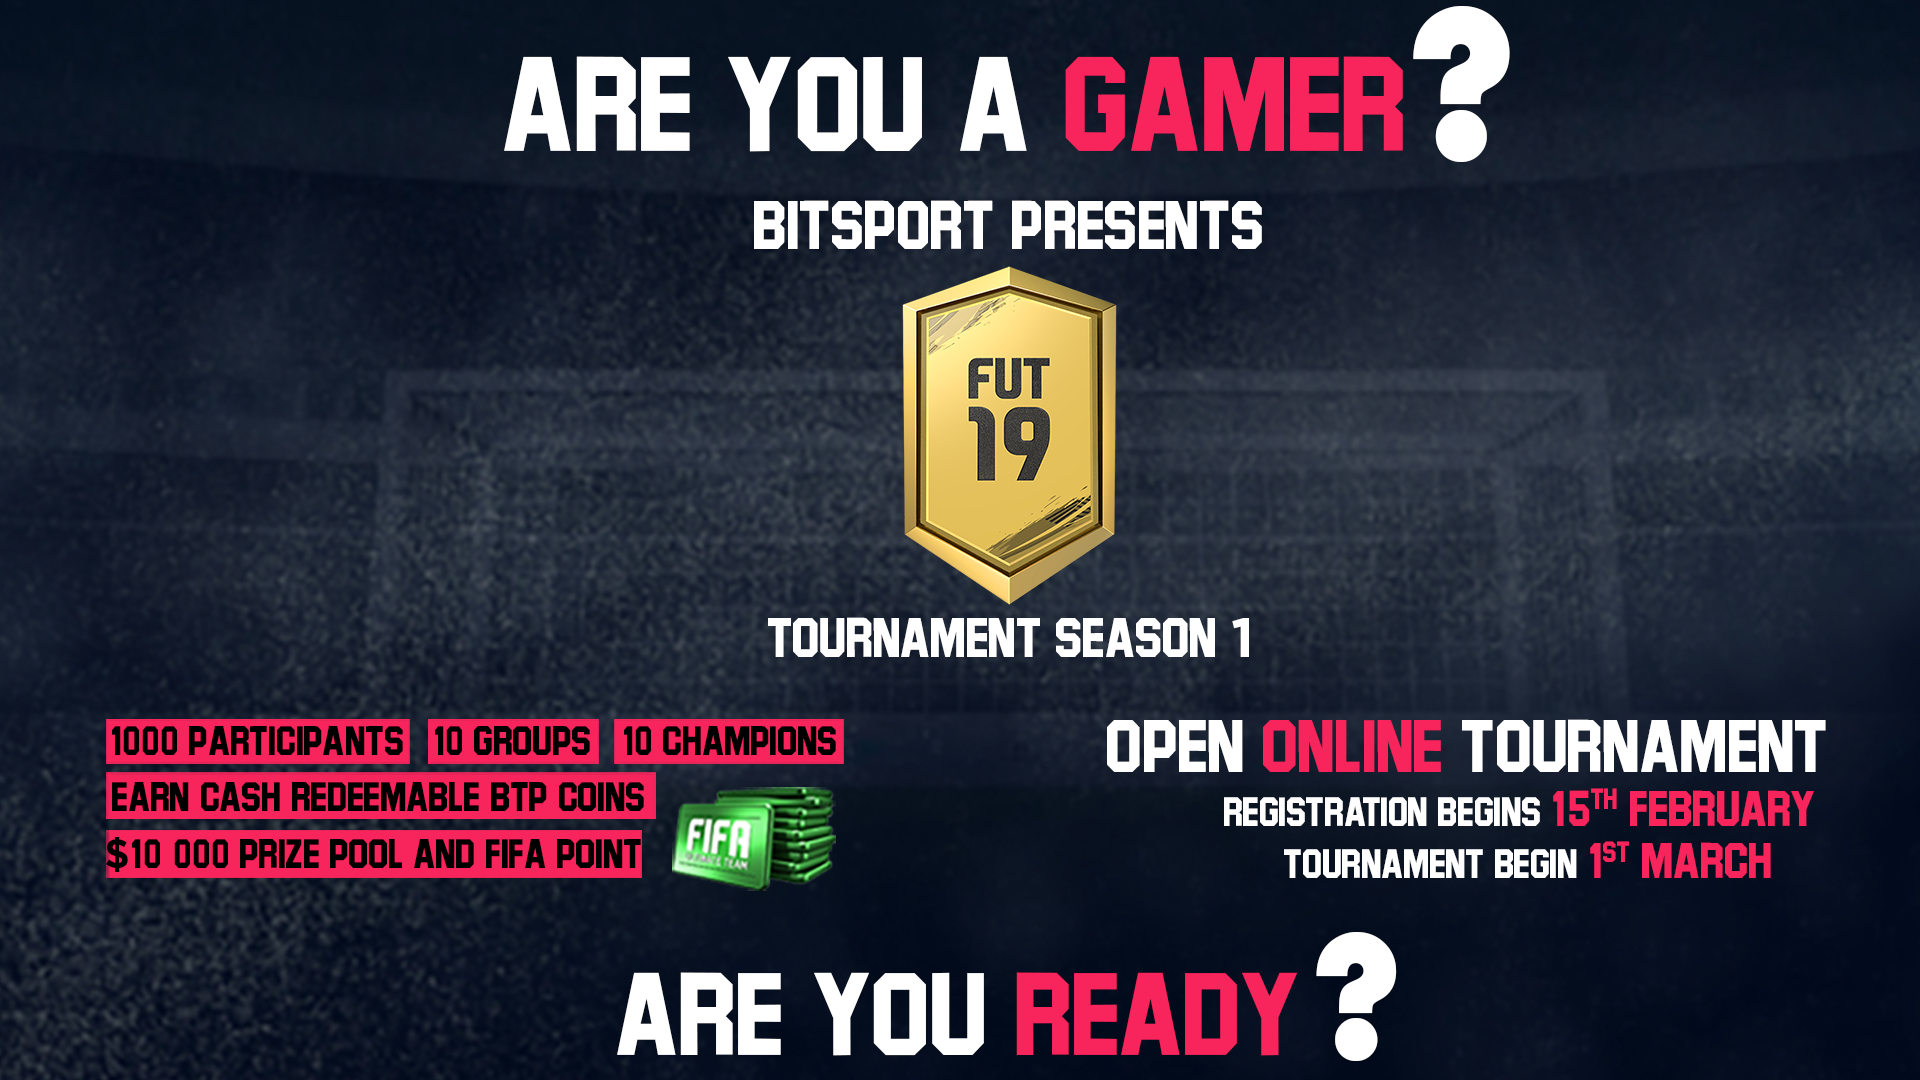 ARE YOU A GAMER?
BITSPORT PRESENTS
FUT
19
TOURNAMENT SEASON 1
1000 PARTICIPANTS 10 GROUPS 10 CHAMPIONS
EARN CASH REDEEMABLE BTP COINS
$10 000 PRIZE POOL AND FIFA POINT
FIFA
TEAM
OPEN ONLINE TOURNAMENT
REGISTRATION BEGINS 15TH FEBRUARY
TOURNAMENT BEGIN 1ST MARCH
ARE YOU READY?